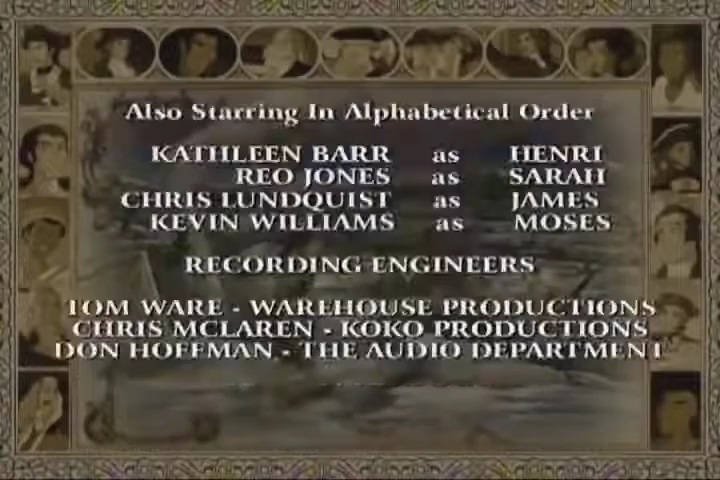 Also Starring In Alphabetical Order
KATHLEEN BARR as HENRI
REO JONES as SARAH
CHRIS LUNDQUIST as JAMES
KEVIN WILLIAMS as MOSES
RECORDING ENGINEERS
TOM WARE - WAREHOUSE PRODUCTIONS
CHRIS MCLAREN - KOKO PRODUCTIONS
DON HOFFMAN - THE AUDIO DEPARTMENT